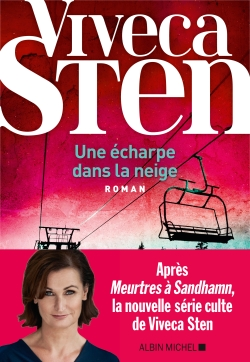 VIVECA
STEN
Une écharpe
dans la neige
ROMAN
Après
Meurtres à Sandhamn,
la nouvelle série culte
de Viveca Sten
ALBIN MICHEL